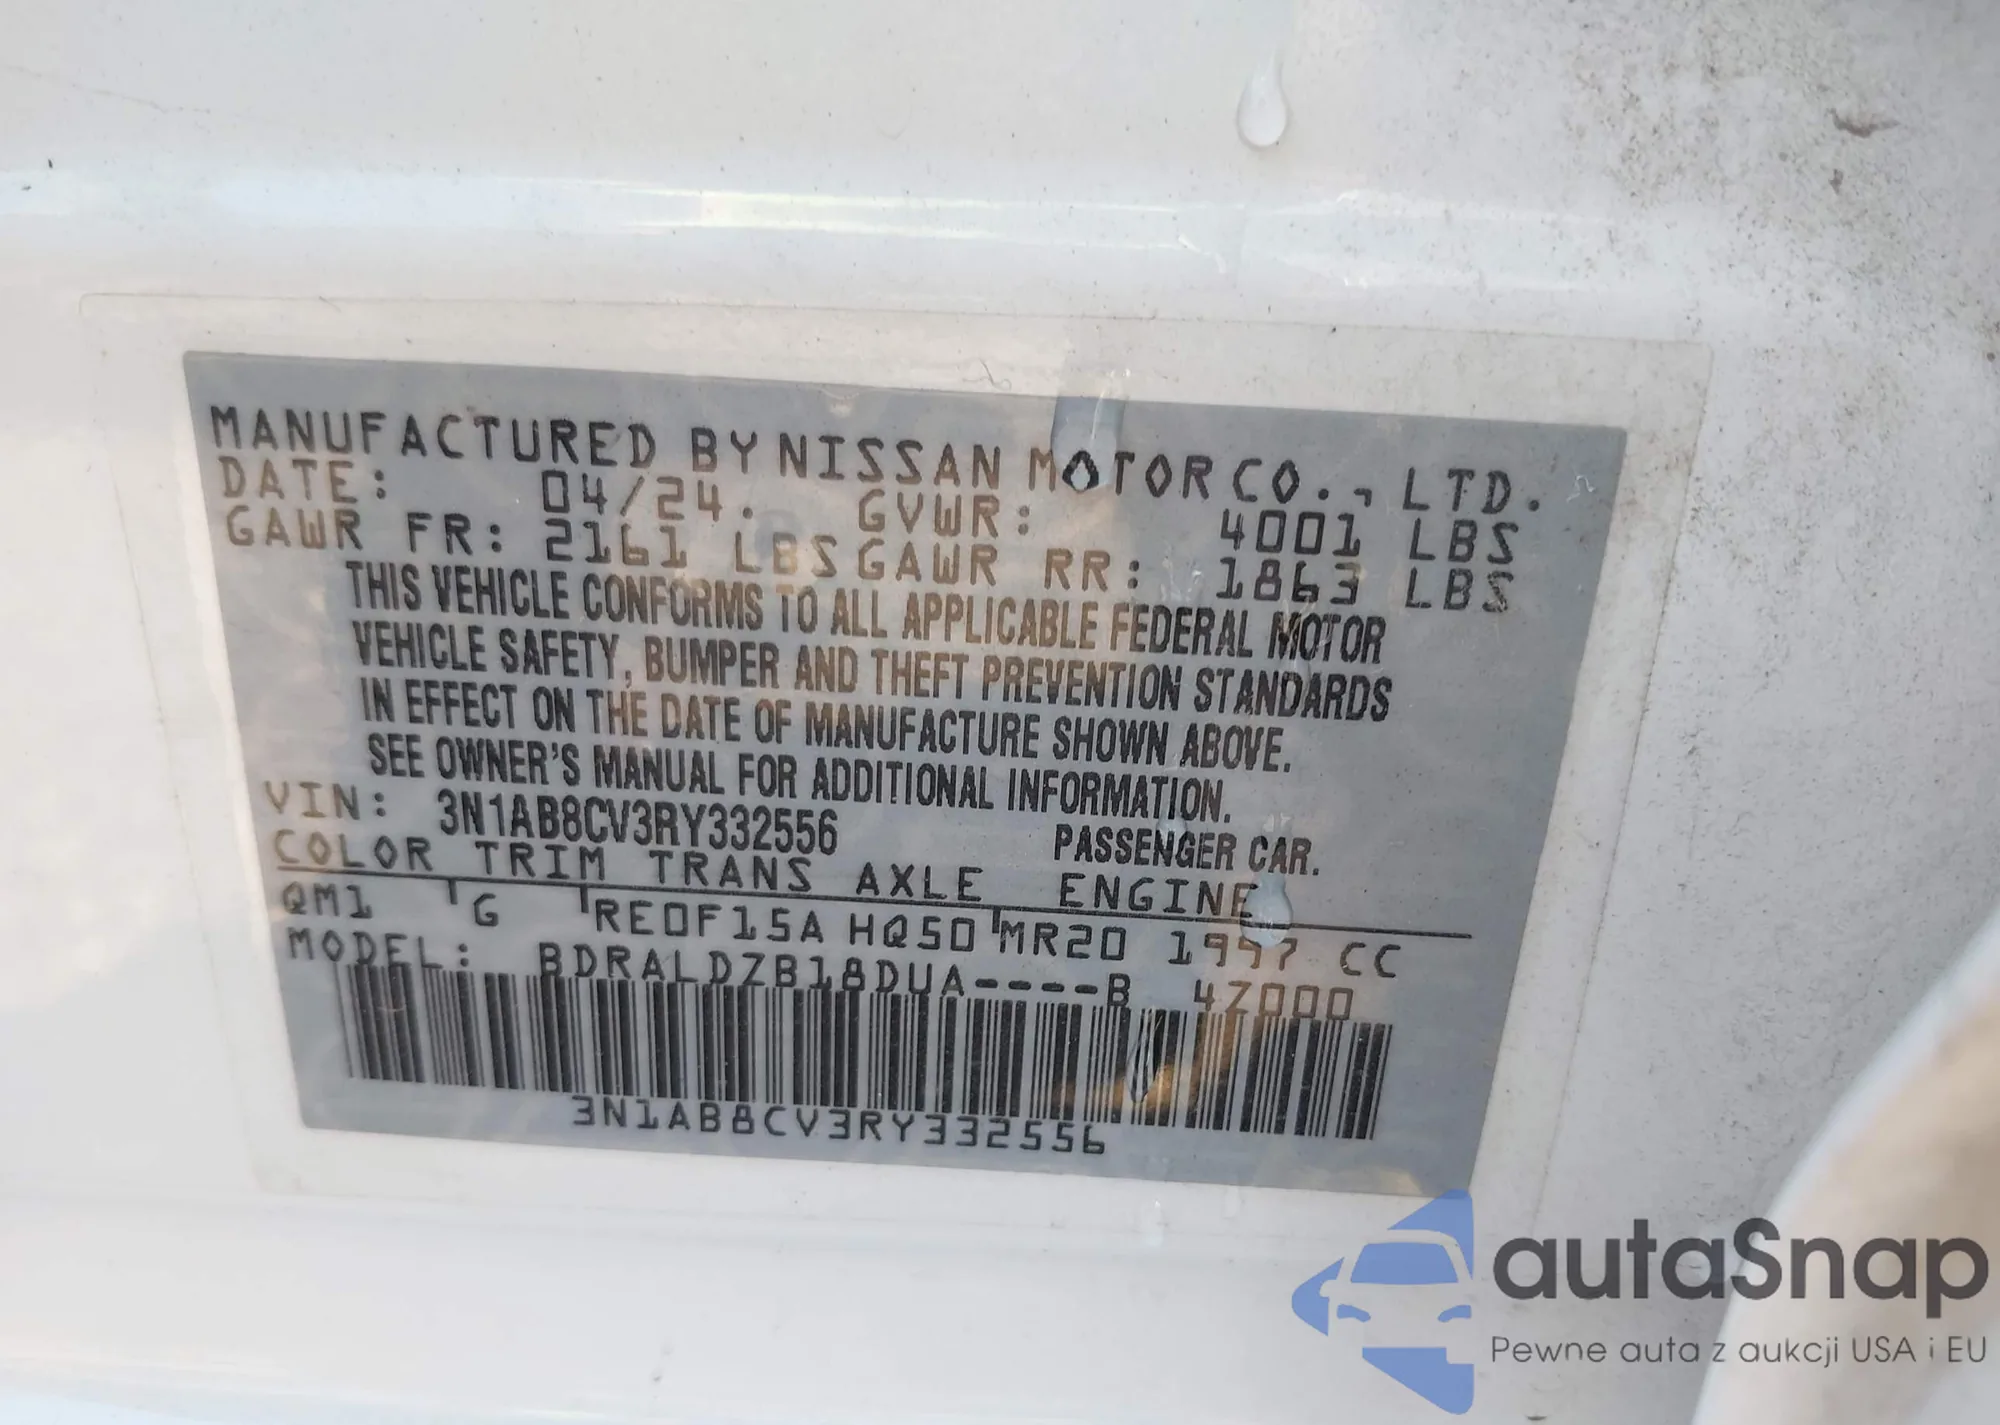 MANUFACTURED BY NISSAN MOTOR CO., LTD.
DATE: 04/24. GVWR: 4001 LBS
GAWR FR: 2161 LBS GAWR RR: 1863 LBS
THIS VEHICLE CONFORMS TO ALL APPLICABLE FEDERAL MOTOR
VEHICLE SAFETY, BUMPER AND THEFT PREVENTION STANDARDS
IN EFFECT ON THE DATE OF MANUFACTURE SHOWN ABOVE.
SEE OWNER'S MANUAL FOR ADDITIONAL INFORMATION.
VIN: 3N1AB8CV3RY332556 PASSENGER CAR.
COLOR TRIM TRANS AXLE ENGINE
QM1 G RE0F15A HQ50 MR20 1997 CC
MODEL: BDRALDZB18DUA----B 4Z000
3N1AB8CV3RY332556
autaSnap
Pewne auta z aukcji USA i EU